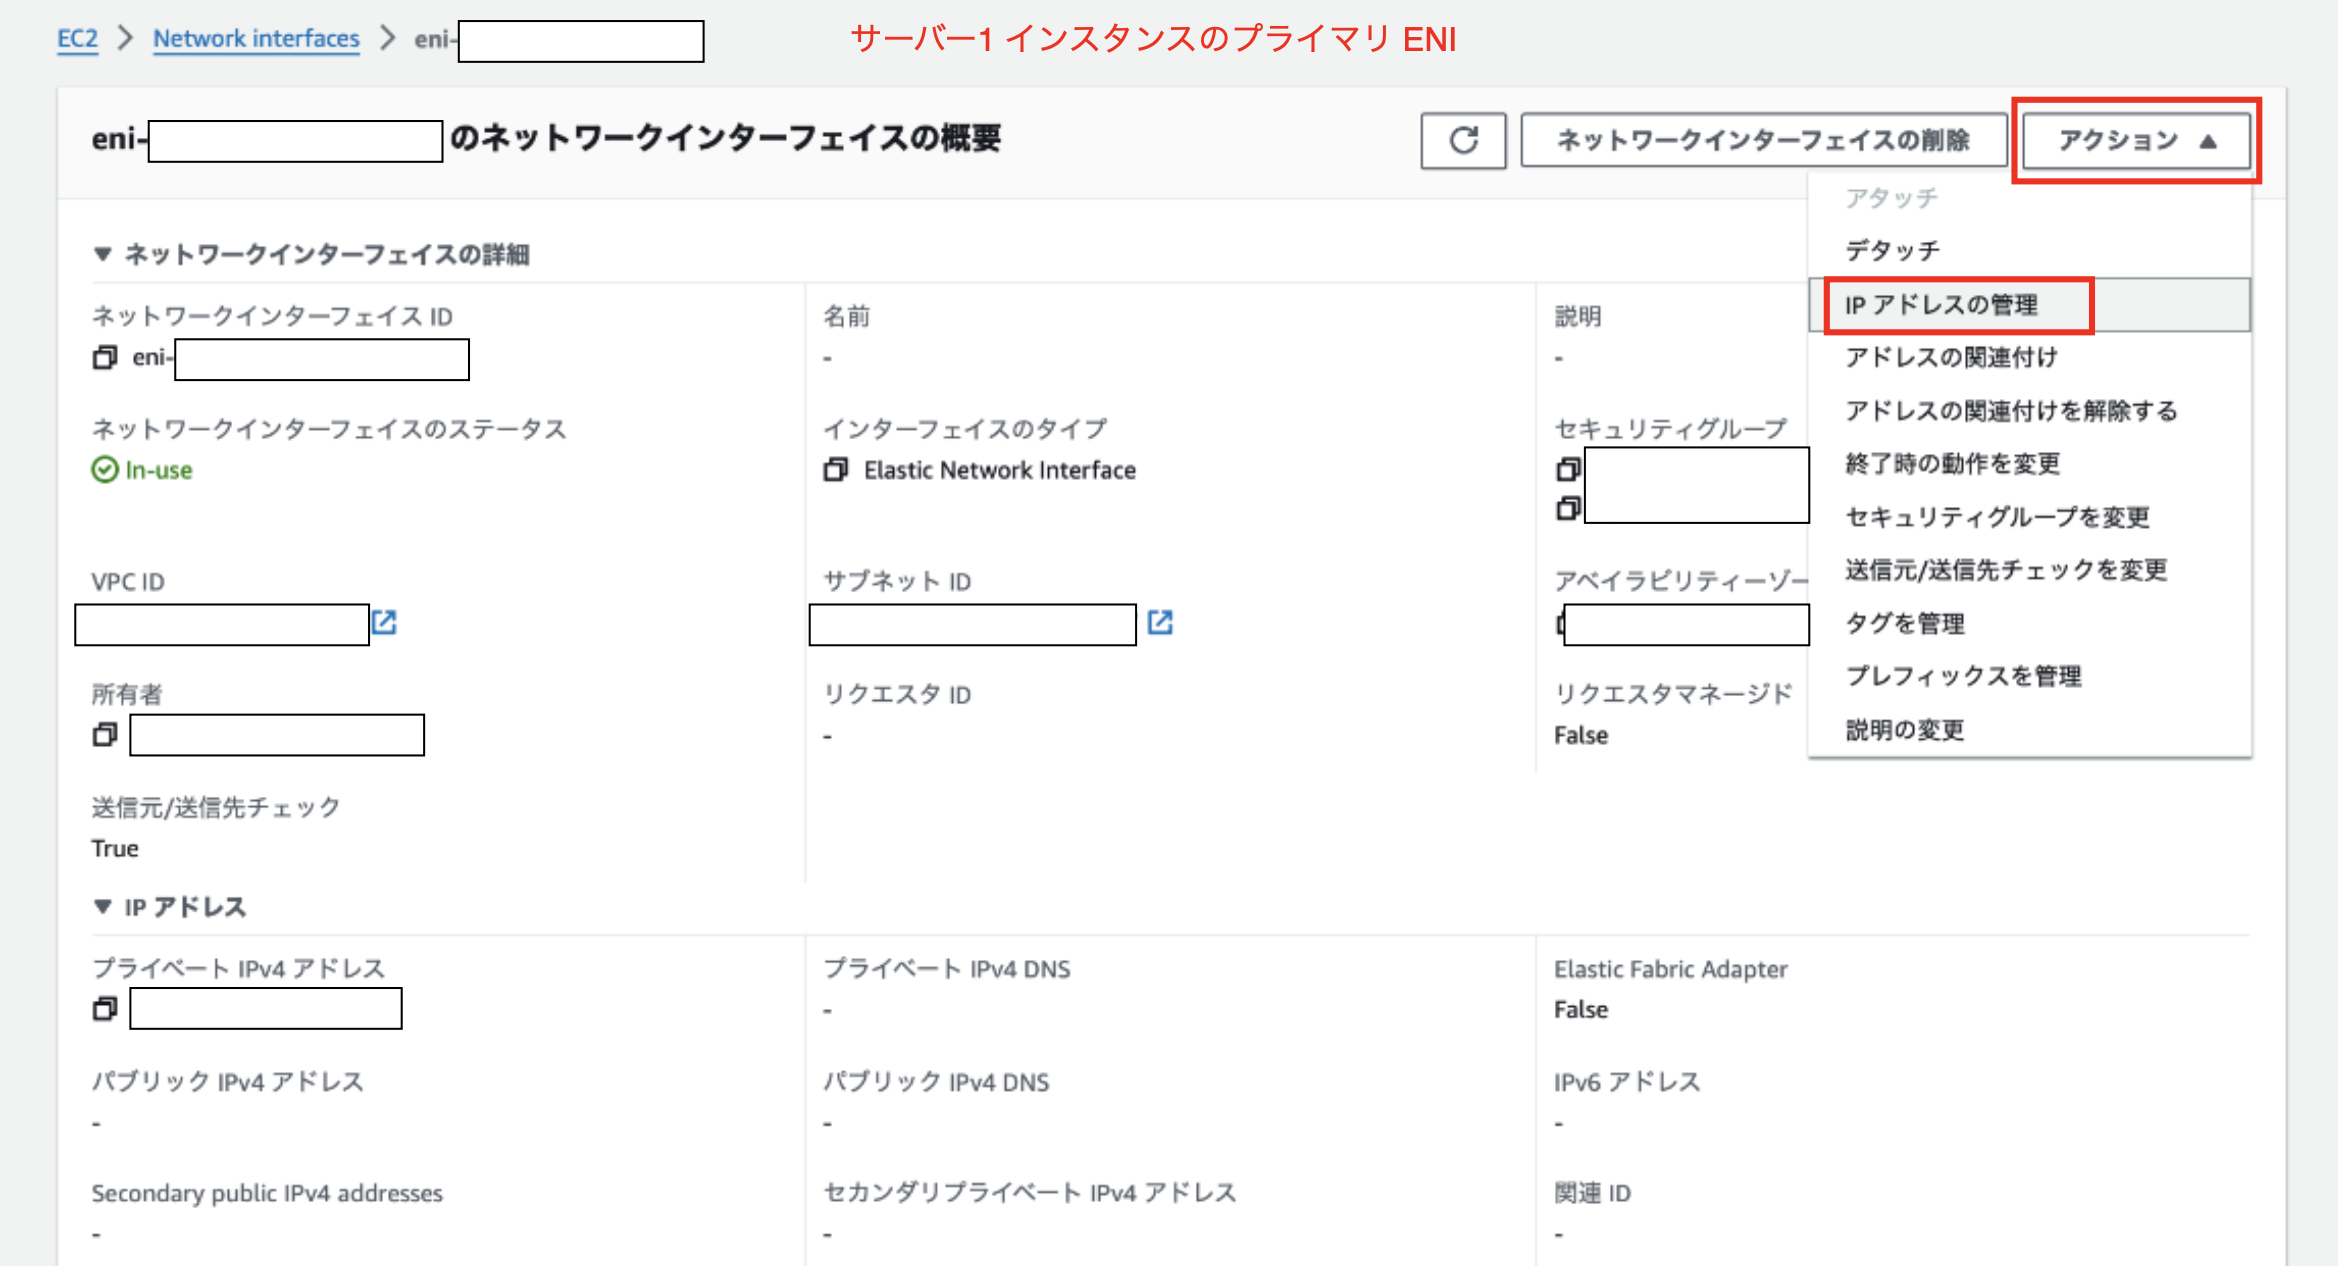 EC2 > Network interfaces > eni-
サーバー1 インスタンスのプライマリ ENI
eni- のネットワークインターフェイスの概要
ネットワークインターフェイスの削除
アクション ▲
アタッチ
デタッチ
IP アドレスの管理
アドレスの関連付け
アドレスの関連付けを解除する
終了時の動作を変更
セキュリティグループを変更
送信元/送信先チェックを変更
タグを管理
プレフィックスを管理
説明の変更
▼ ネットワークインターフェイスの詳細
ネットワークインターフェイス ID
eni-
名前
-
説明
-
ネットワークインターフェイスのステータス
In-use
インターフェイスのタイプ
Elastic Network Interface
セキュリティグループ
VPC ID
サブネット ID
アベイラビリティーゾー
所有者
リクエスタ ID
-
リクエスタマネージド
False
送信元/送信先チェック
True
▼ IP アドレス
プライベート IPv4 アドレス
プライベート IPv4 DNS
-
Elastic Fabric Adapter
False
パブリック IPv4 アドレス
-
パブリック IPv4 DNS
-
IPv6 アドレス
-
Secondary public IPv4 addresses
-
セカンダリプライベート IPv4 アドレス
-
関連 ID
-